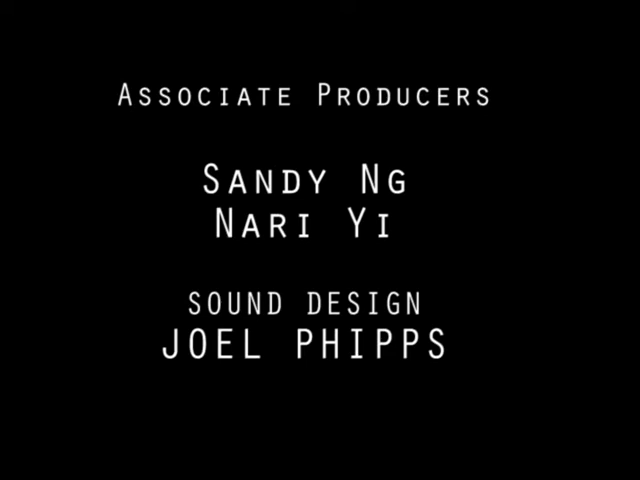 Associate Producers
Sandy Ng
Nari Yi
SOUND DESIGN
JOEL PHIPPS